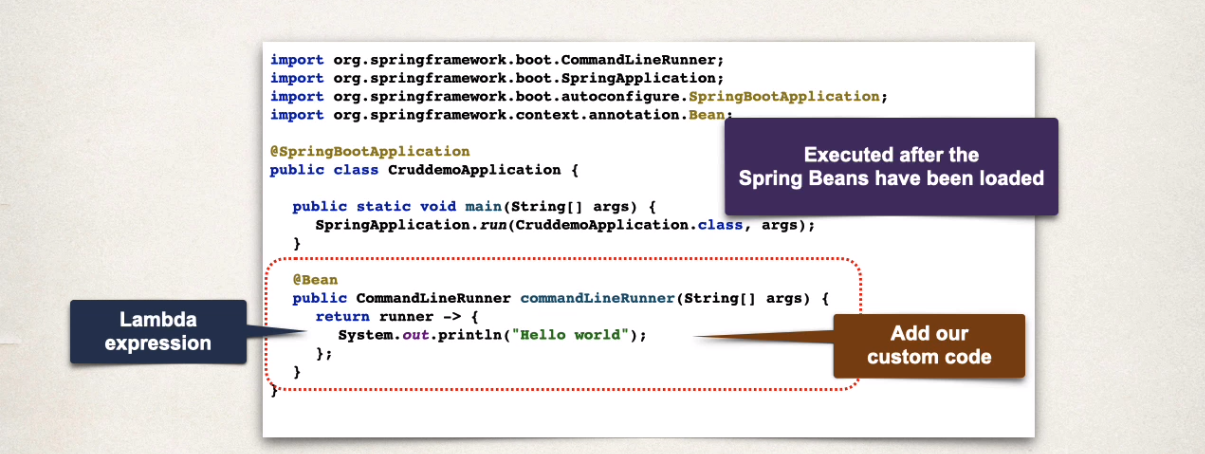 import org.springframework.boot.CommandLineRunner;
import org.springframework.boot.SpringApplication;
import org.springframework.boot.autoconfigure.SpringBootApplication;
import org.springframework.context.annotation.Bean;
Executed after the
Spring Beans have been loaded
@SpringBootApplication
public class CruddemoApplication {
public static void main(String[] args) {
SpringApplication.run(CruddemoApplication.class, args);
}
@Bean
public CommandLineRunner commandLineRunner(String[] args) {
return runner -> {
System.out.println("Hello world");
};
}
}
Lambda
expression
Add our
custom code